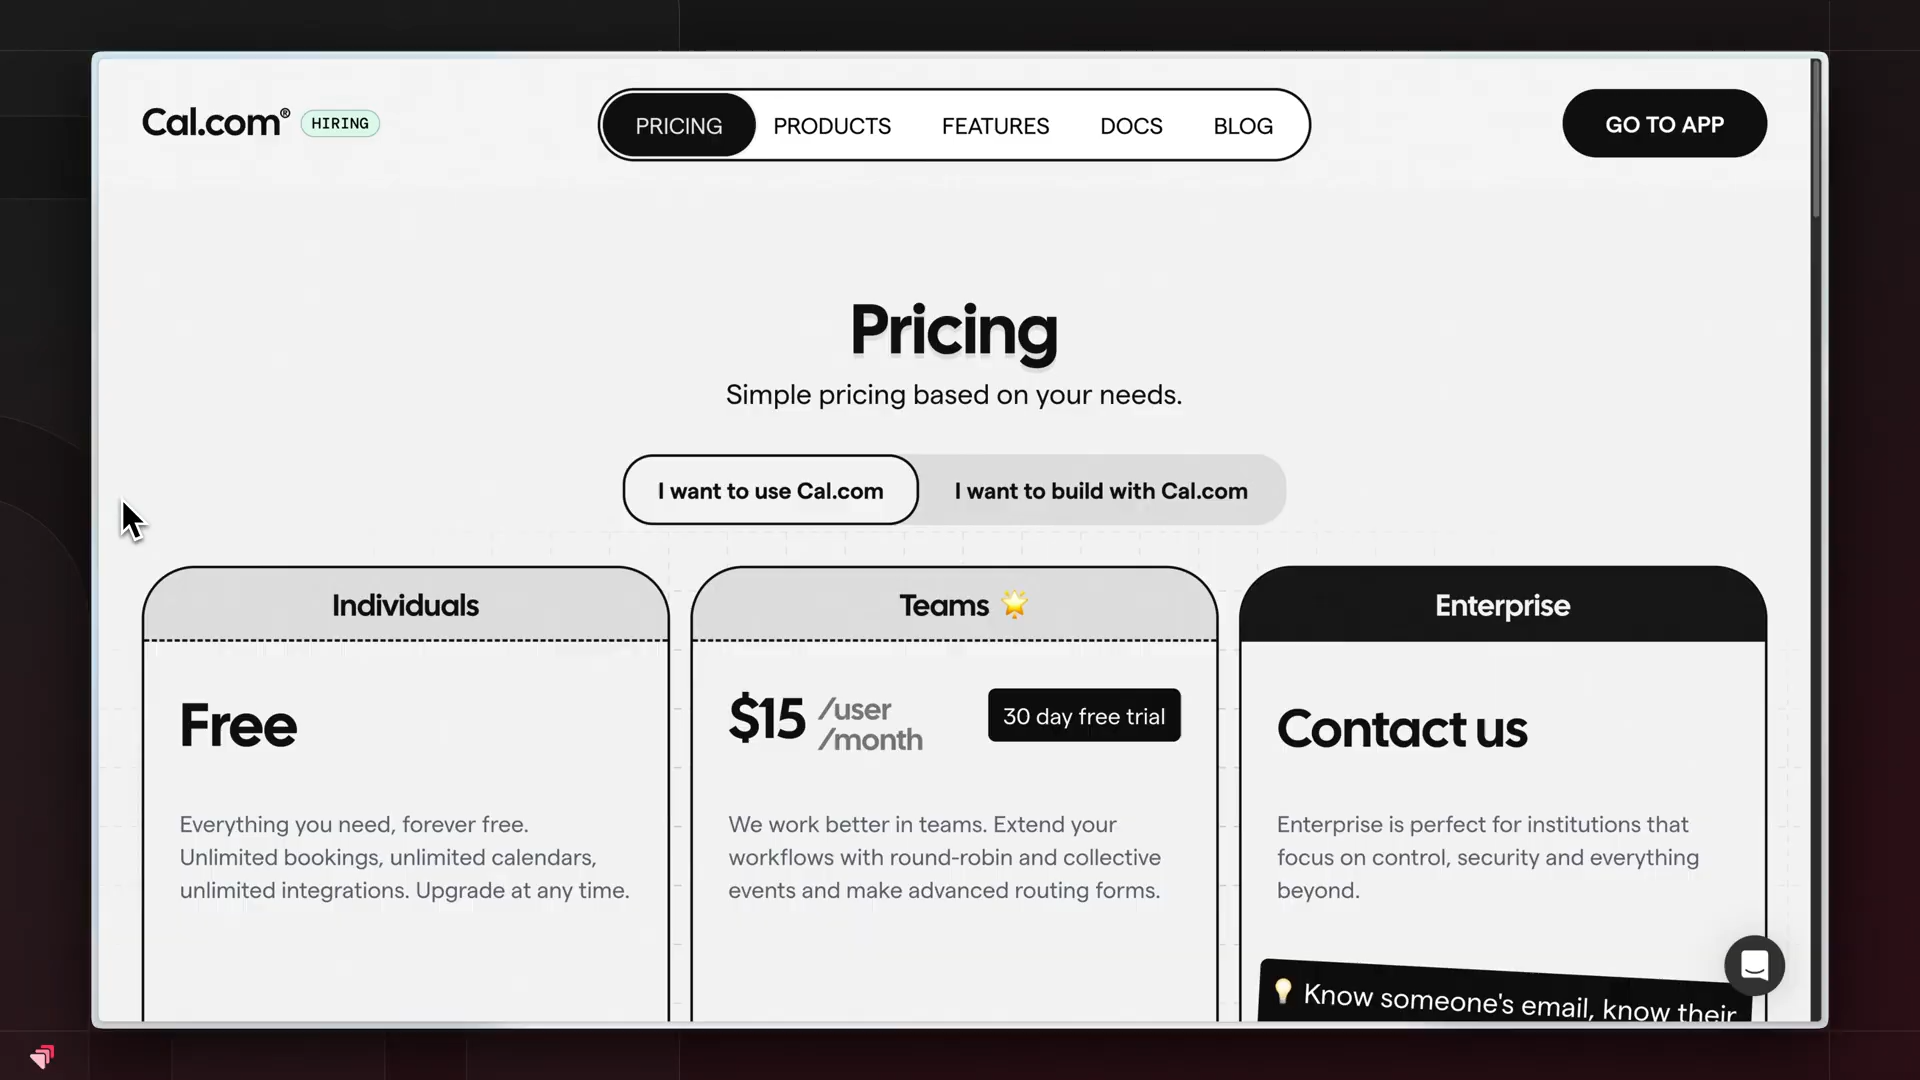 Cal.com®
HIRING
PRICING
PRODUCTS
FEATURES
DOCS
BLOG
GO TO APP
Pricing
Simple pricing based on your needs.
I want to use Cal.com
I want to build with Cal.com
Individuals
Free
Everything you need, forever free.
Unlimited bookings, unlimited calendars,
unlimited integrations. Upgrade at any time.
Teams 🌟
$15 /user
/month
30 day free trial
We work better in teams. Extend your
workflows with round-robin and collective
events and make advanced routing forms.
Enterprise
Contact us
Enterprise is perfect for institutions that
focus on control, security and everything
beyond.
💡 Know someone's email, know their